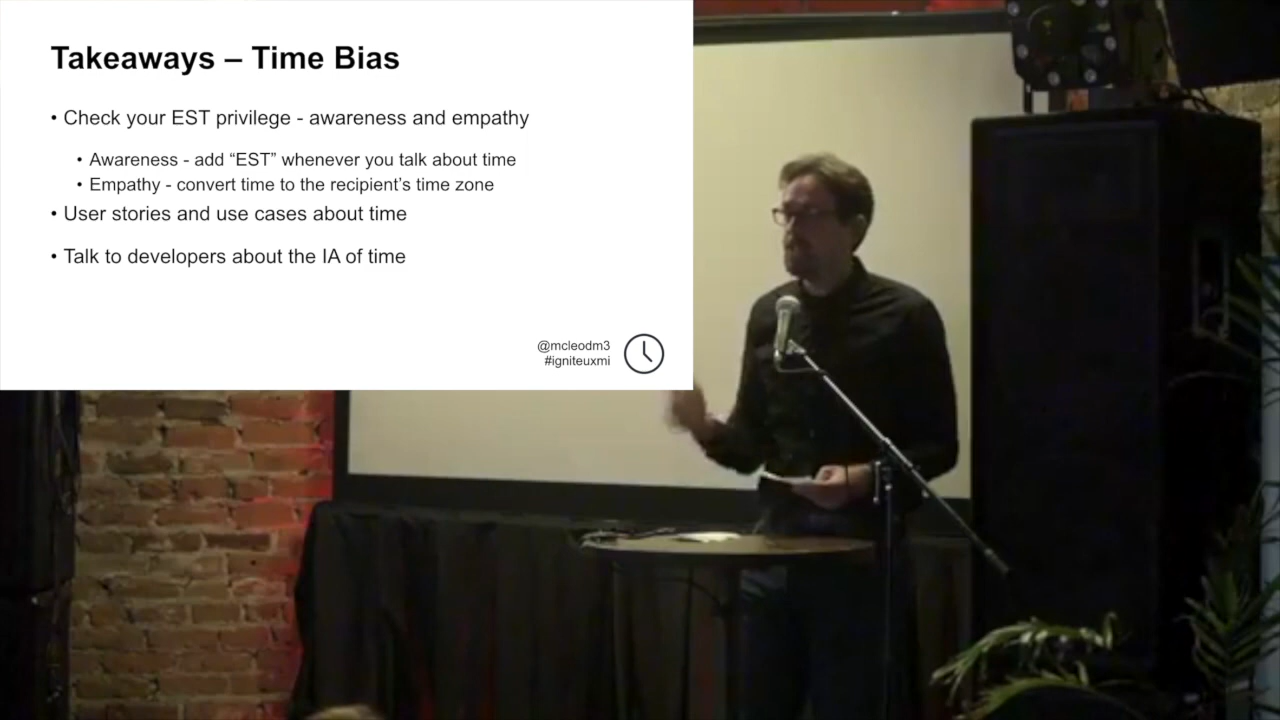 Takeaways – Time Bias
• Check your EST privilege - awareness and empathy
• Awareness - add “EST” whenever you talk about time
• Empathy - convert time to the recipient’s time zone
• User stories and use cases about time
• Talk to developers about the IA of time
@mcleodm3
#igniteuxmi